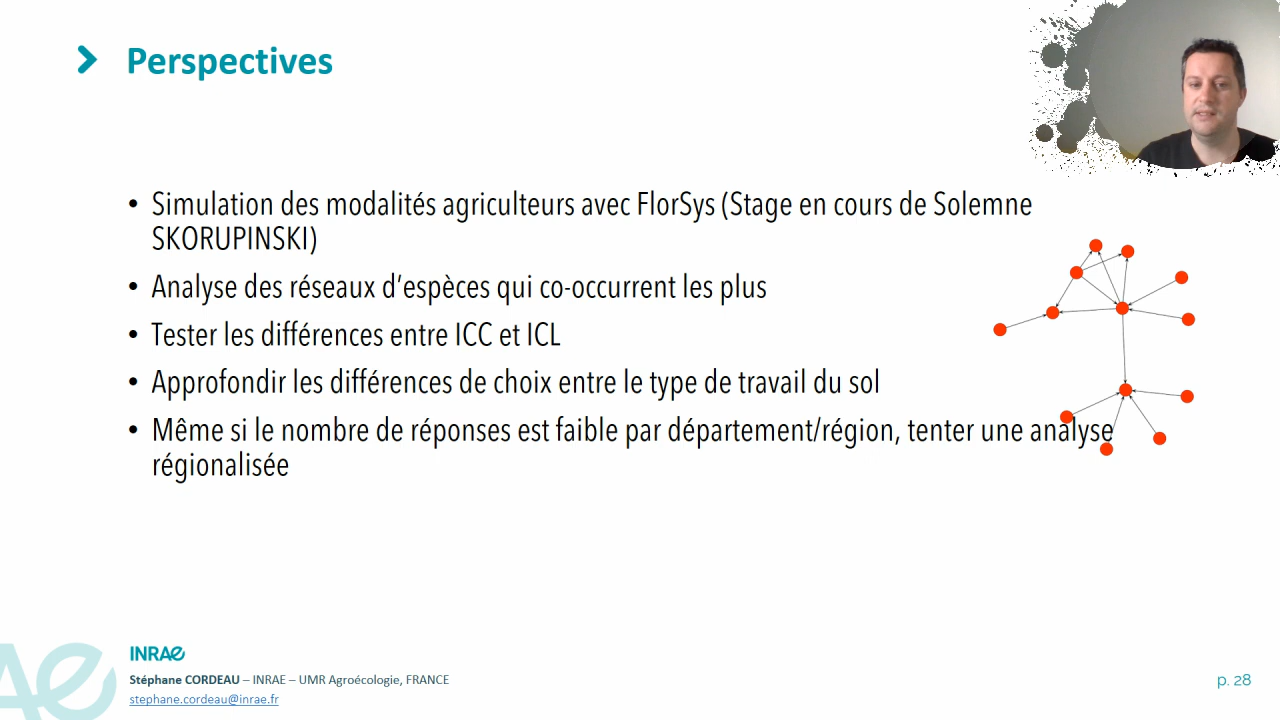 Perspectives
• Simulation des modalités agriculteurs avec FlorSys (Stage en cours de Solemne
SKORUPINSKI)
• Analyse des réseaux d’espèces qui co-occurrent les plus
• Tester les différences entre ICC et ICL
• Approfondir les différences de choix entre le type de travail du sol
• Même si le nombre de réponses est faible par département/région, tenter une analyse
régionalisée
INRAE
Stéphane CORDEAU – INRAE – UMR Agroécologie, FRANCE
stephane.cordeau@inrae.fr
p. 28